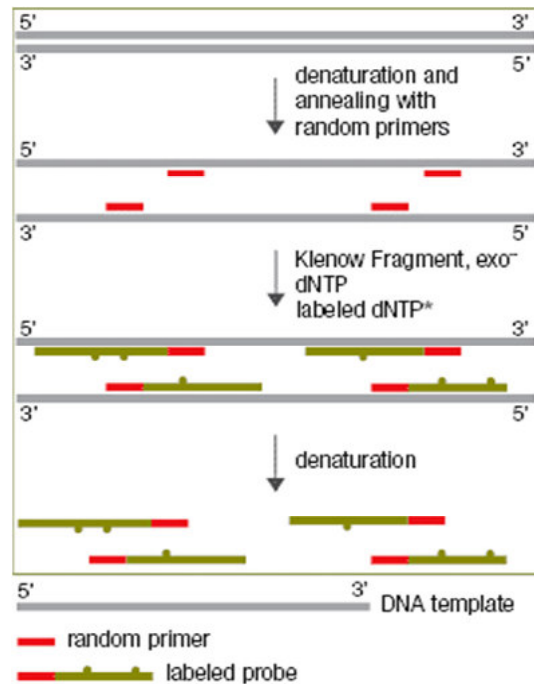 5' 3'
3' 5'
denaturation and
annealing with
random primers
5' 3'
3' 5'
Klenow Fragment, exo⁻
dNTP
labeled dNTP*
5' 3'
3' 5'
denaturation
5' 3'
DNA template
random primer
labeled probe